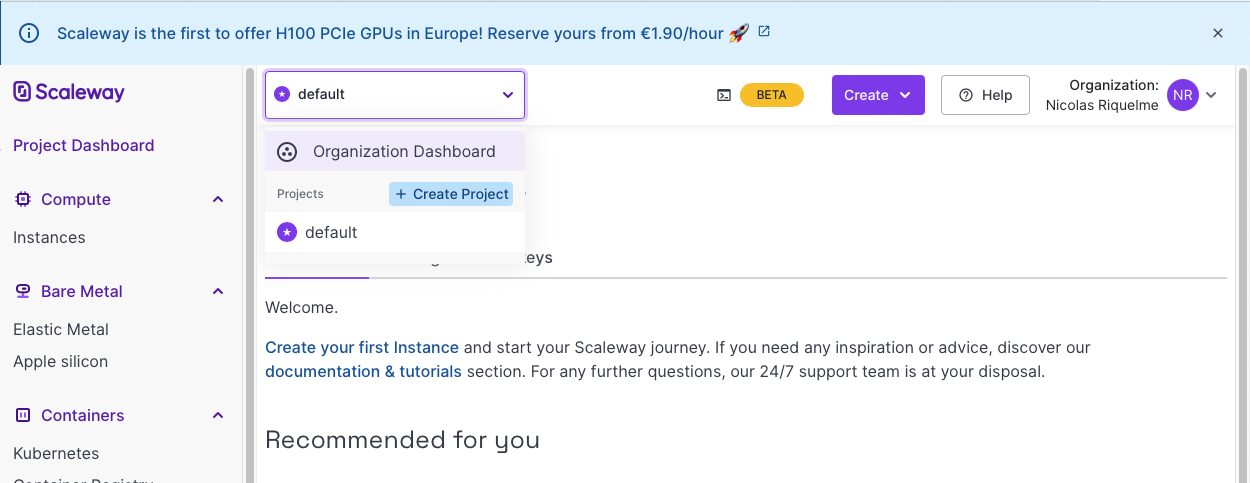 Scaleway is the first to offer H100 PCIe GPUs in Europe! Reserve yours from €1.90/hour 🚀
Scaleway
default
BETA
Create
Help
Organization:
Nicolas Riquelme
NR
Project Dashboard
Organization Dashboard
Projects
+ Create Project
default
Compute
Instances
Bare Metal
Elastic Metal
Apple silicon
Containers
Kubernetes
Container Registry
Welcome.
Create your first Instance and start your Scaleway journey. If you need any inspiration or advice, discover our
documentation & tutorials section. For any further questions, our 24/7 support team is at your disposal.
Recommended for you